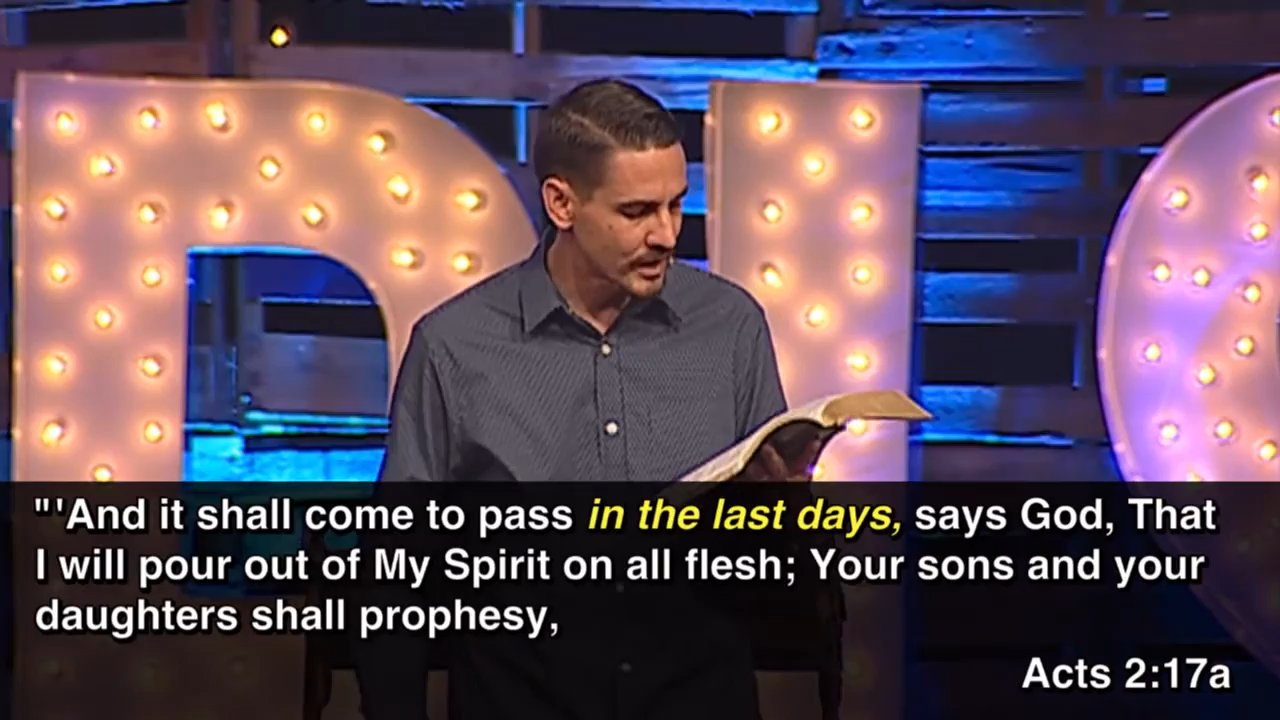 "'And it shall come to pass in the last days, says God, That
I will pour out of My Spirit on all flesh; Your sons and your
daughters shall prophesy,
Acts 2:17a